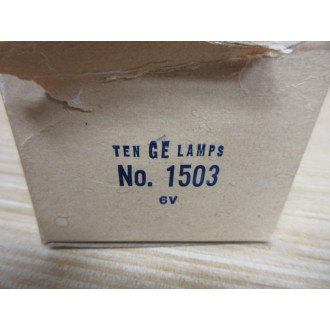 TEN GE LAMPS
No. 1503
6V